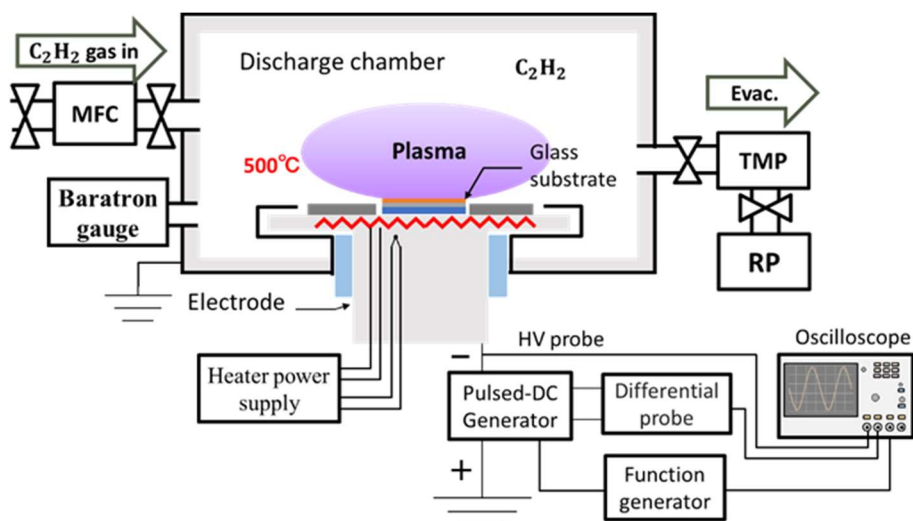 C₂H₂ gas in
MFC
Discharge chamber
C₂H₂
Evac.
TMP
RP
500℃
Plasma
Glass
substrate
Baratron
gauge
Electrode
Heater power
supply
HV probe
Oscilloscope
−
Pulsed-DC
Generator
+
Differential
probe
Function
generator